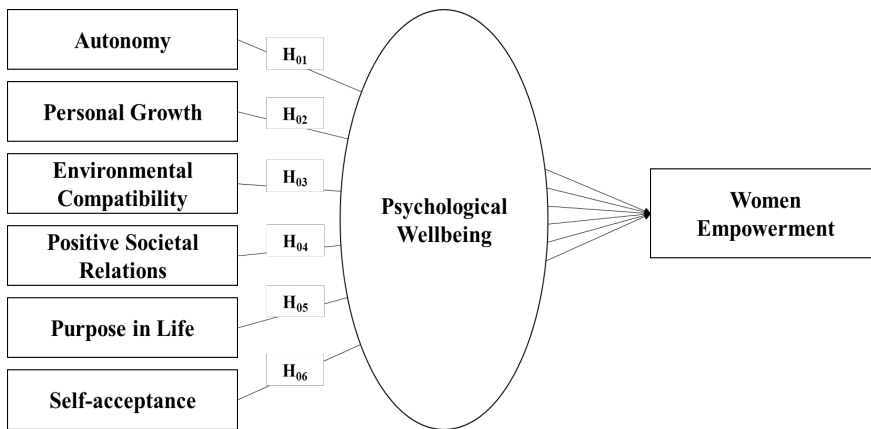 Autonomy
H01
Personal Growth
H02
Environmental
Compatibility
H03
Positive Societal
Relations
H04
Purpose in Life
H05
Self-acceptance
H06
Psychological
Wellbeing
Women
Empowerment